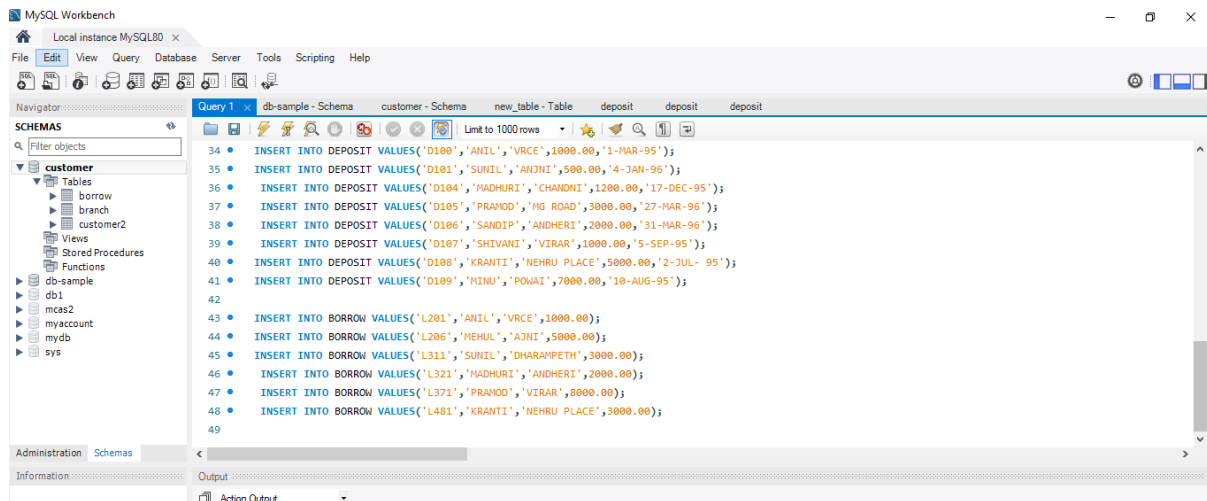 MySQL Workbench
Local instance MySQL80 ×
File Edit View Query Database Server Tools Scripting Help
Navigator
Query 1 × db-sample - Schema customer - Schema new_table - Table deposit deposit deposit
SCHEMAS
Limit to 1000 rows
Filter objects
customer
Tables
borrow
branch
customer2
Views
Stored Procedures
Functions
db-sample
db1
mcas2
myaccount
mydb
sys
34 INSERT INTO DEPOSIT VALUES('D100','ANIL','VRCE',1000.00,'1-MAR-95');
35 INSERT INTO DEPOSIT VALUES('D101','SUNIL','ANJNI',500.00,'4-JAN-96');
36 INSERT INTO DEPOSIT VALUES('D104','MADHURI','CHANDNI',1200.00,'17-DEC-95');
37 INSERT INTO DEPOSIT VALUES('D105','PRAMOD','MG ROAD',3000.00,'27-MAR-96');
38 INSERT INTO DEPOSIT VALUES('D106','SANDIP','ANDHERI',2000.00,'31-MAR-96');
39 INSERT INTO DEPOSIT VALUES('D107','SHIVANI','VIRAR',1000.00,'5-SEP-95');
40 INSERT INTO DEPOSIT VALUES('D108','KRANTI','NEHRU PLACE',5000.00,'2-JUL- 95');
41 INSERT INTO DEPOSIT VALUES('D109','MINU','POWAI',7000.00,'10-AUG-95');
42
43 INSERT INTO BORROW VALUES('L201','ANIL','VRCE',1000.00);
44 INSERT INTO BORROW VALUES('L206','MEHUL','AJNI',5000.00);
45 INSERT INTO BORROW VALUES('L311','SUNIL','DHARAMPETH',3000.00);
46 INSERT INTO BORROW VALUES('L321','MADHURI','ANDHERI',2000.00);
47 INSERT INTO BORROW VALUES('L371','PRAMOD','VIRAR',8000.00);
48 INSERT INTO BORROW VALUES('L481','KRANTI','NEHRU PLACE',3000.00);
49
Administration Schemas
Information
Output
Action Output